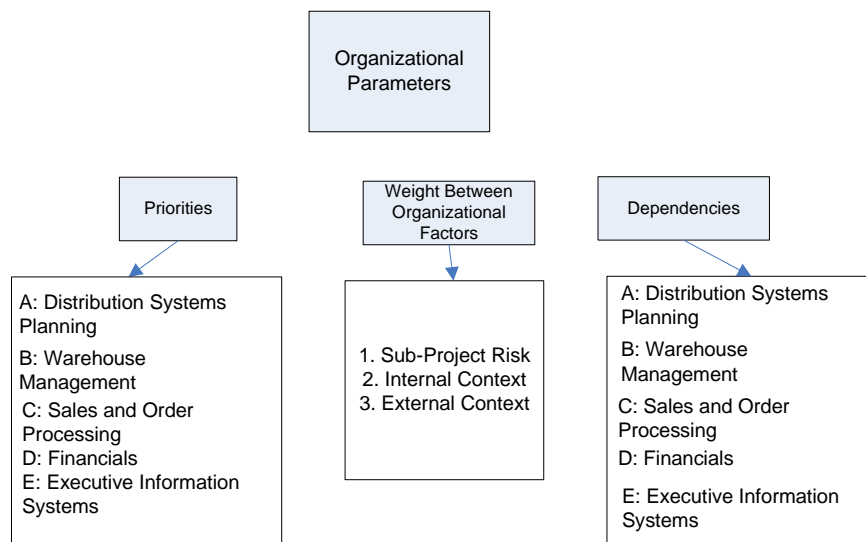 Organizational
Parameters
Priorities
Weight Between
Organizational
Factors
Dependencies
A: Distribution Systems
Planning
B: Warehouse
Management
C: Sales and Order
Processing
D: Financials
E: Executive Information
Systems
1. Sub-Project Risk
2. Internal Context
3. External Context
A: Distribution Systems
Planning
B: Warehouse
Management
C: Sales and Order
Processing
D: Financials
E: Executive Information
Systems